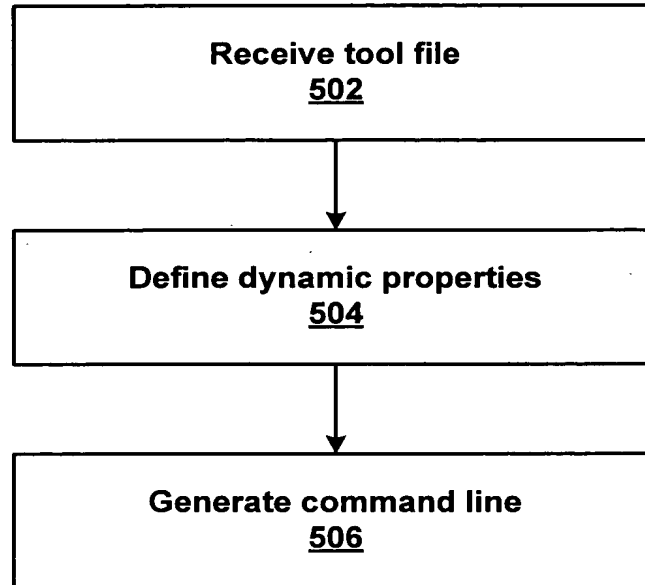 Receive tool file
502
Define dynamic properties
504
Generate command line
506